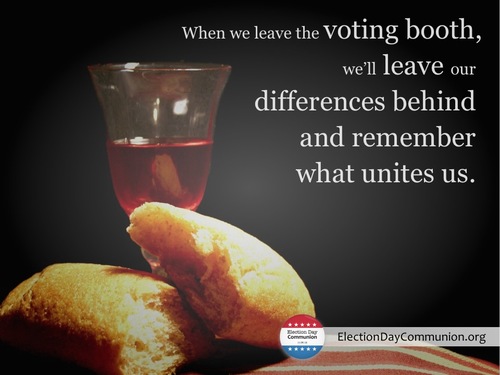 When we leave the voting booth,
we'll leave our
differences behind
and remember
what unites us.
Election Day
Communion
ElectionDayCommunion.org